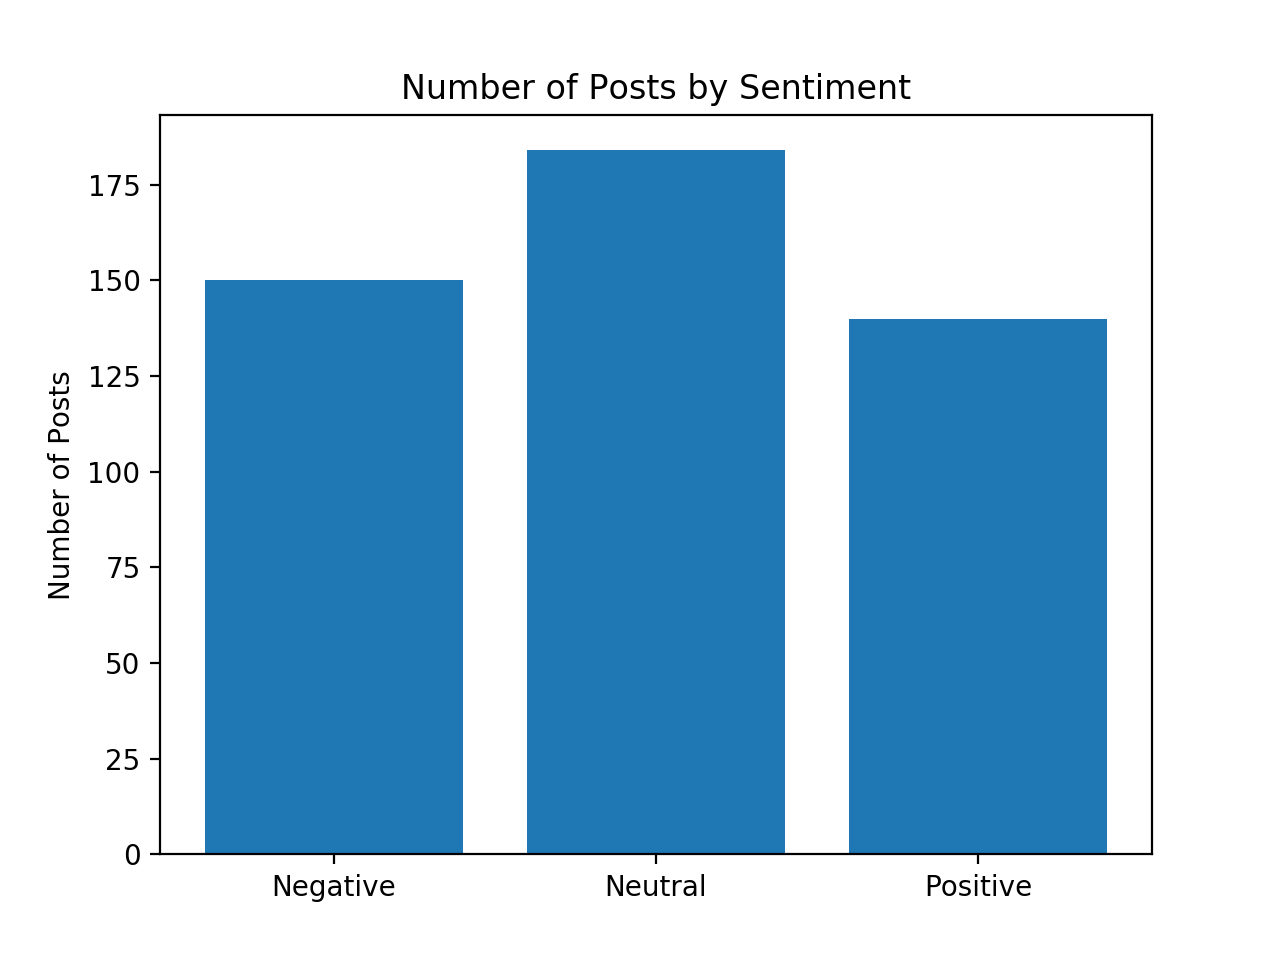 Number of Posts by Sentiment
Number of Posts
175
150
125
100
75
50
25
0
Negative
Neutral
Positive